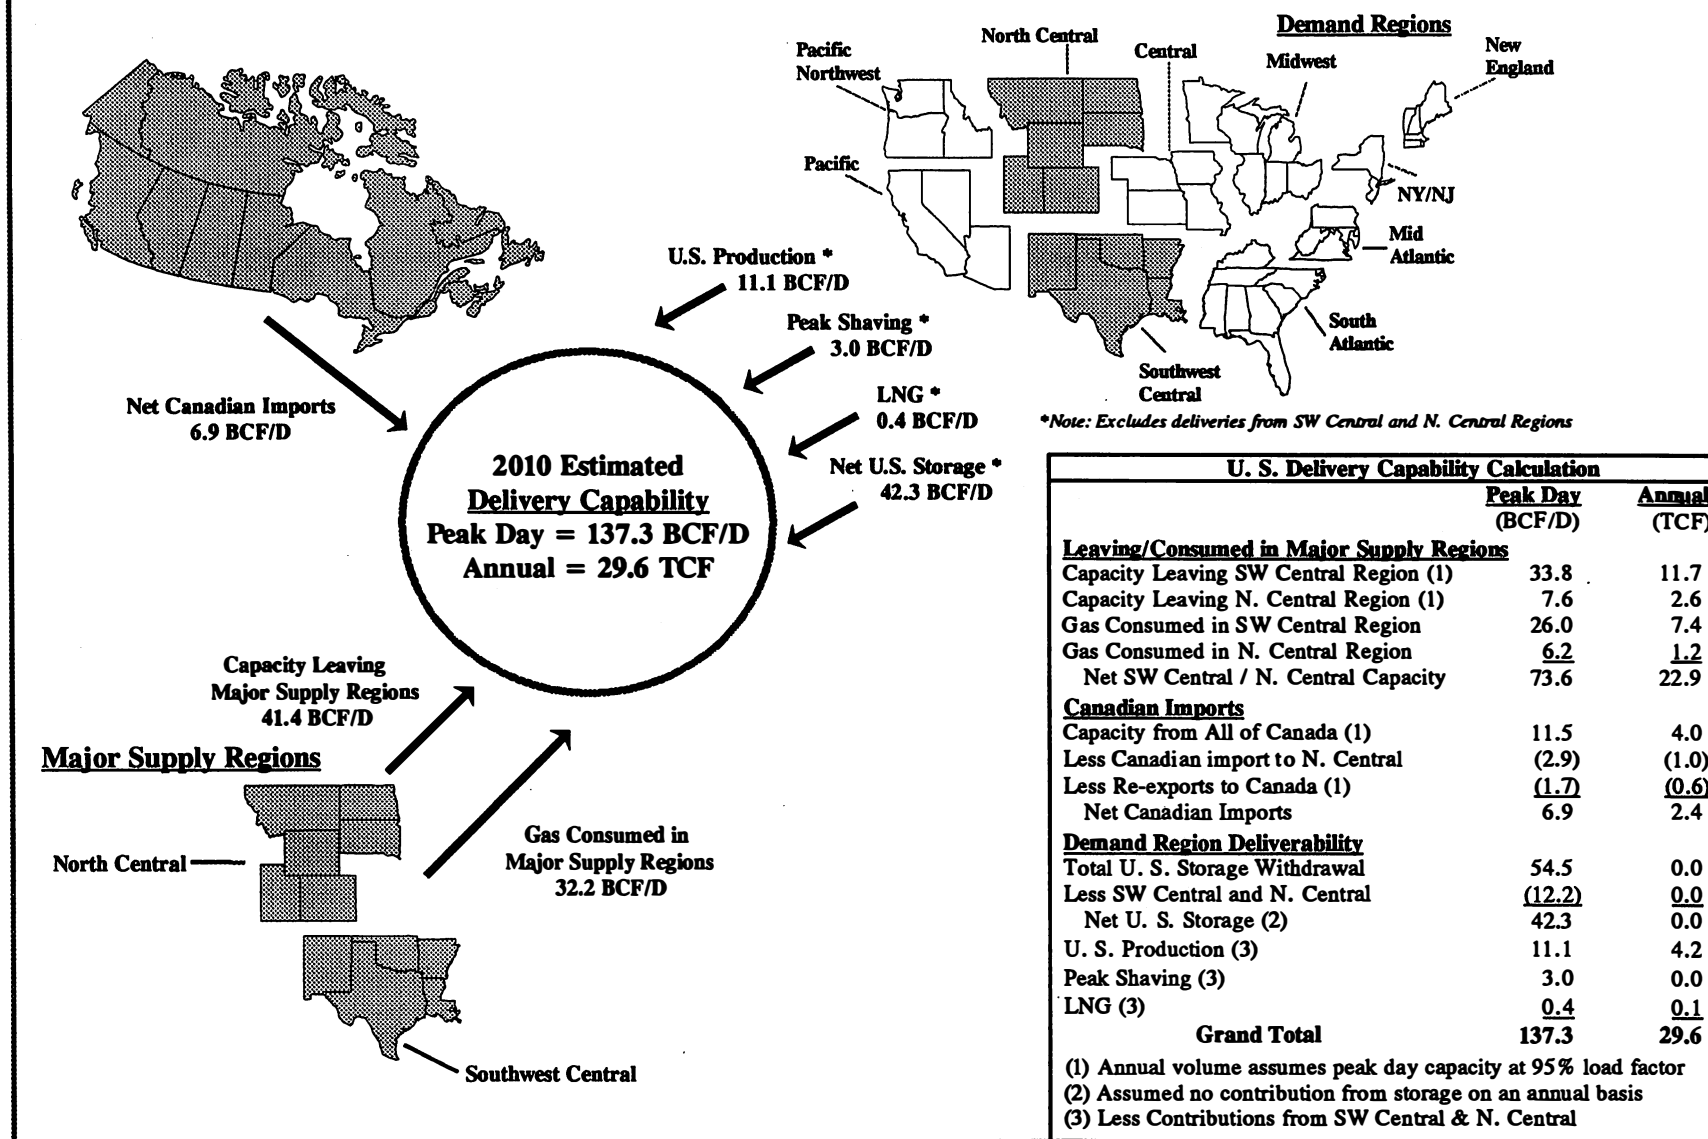 Demand Regions
Pacific
Northwest
North Central
Central
Midwest
New
England
Pacific
NY/NJ
Mid
Atlantic
South
Atlantic
Southwest
Central
*Note: Excludes deliveries from SW Central and N. Central Regions
U.S. Production *
11.1 BCF/D
Peak Shaving *
3.0 BCF/D
LNG *
0.4 BCF/D
Net U.S. Storage *
42.3 BCF/D
Net Canadian Imports
6.9 BCF/D
2010 Estimated
Delivery Capability
Peak Day = 137.3 BCF/D
Annual = 29.6 TCF
Capacity Leaving
Major Supply Regions
41.4 BCF/D
Major Supply Regions
North Central
Gas Consumed in
Major Supply Regions
32.2 BCF/D
Southwest Central
U. S. Delivery Capability Calculation
Peak Day Annual
(BCF/D) (TCF)
Leaving/Consumed in Major Supply Regions
Capacity Leaving SW Central Region (1) 33.8 11.7
Capacity Leaving N. Central Region (1) 7.6 2.6
Gas Consumed in SW Central Region 26.0 7.4
Gas Consumed in N. Central Region 6.2 1.2
Net SW Central / N. Central Capacity 73.6 22.9
Canadian Imports
Capacity from All of Canada (1) 11.5 4.0
Less Canadian import to N. Central (2.9) (1.0)
Less Re-exports to Canada (1) (1.7) (0.6)
Net Canadian Imports 6.9 2.4
Demand Region Deliverability
Total U. S. Storage Withdrawal 54.5 0.0
Less SW Central and N. Central (12.2) 0.0
Net U. S. Storage (2) 42.3 0.0
U. S. Production (3) 11.1 4.2
Peak Shaving (3) 3.0 0.0
LNG (3) 0.4 0.1
Grand Total 137.3 29.6
(1) Annual volume assumes peak day capacity at 95% load factor
(2) Assumed no contribution from storage on an annual basis
(3) Less Contributions from SW Central & N. Central